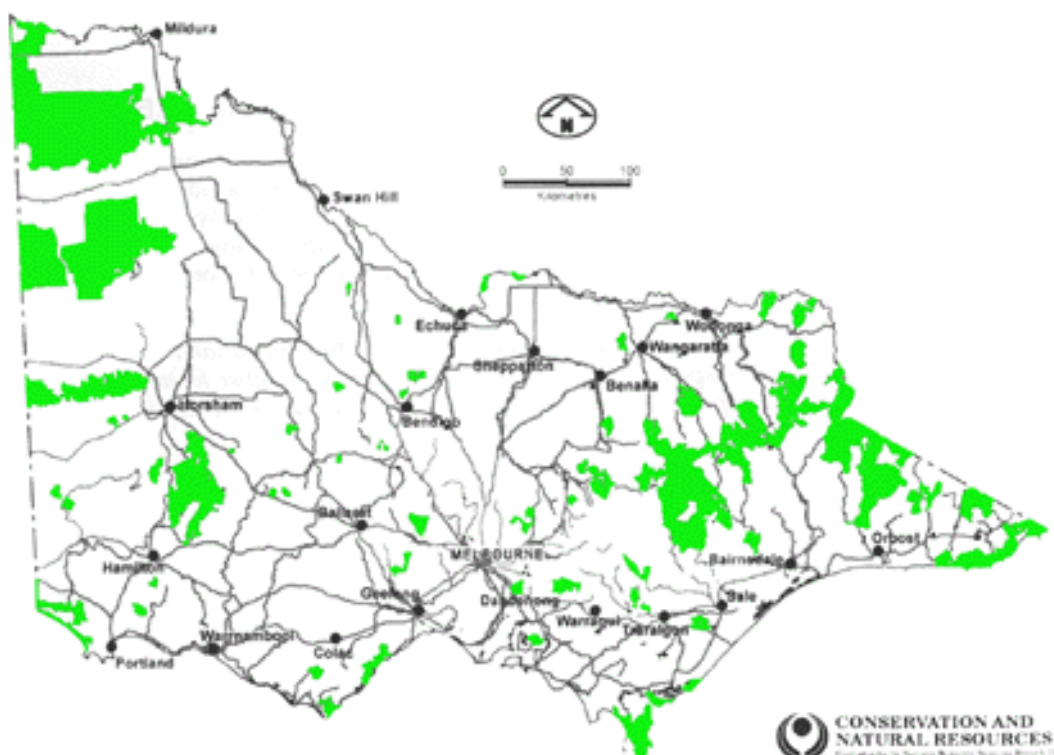 Mildura
N
0 50 100
Kilometres
Swan Hill
Echuca
Wodonga
Shepparton
Wangaratta
Benalla
Horsham
Bendigo
Ballarat
MELBOURNE
Orbost
Hamilton
Bairnsdale
Geelong
Dandenong
Sale
Warragul
Traralgon
Warrnambool
Colac
Portland
CONSERVATION AND
NATURAL RESOURCES